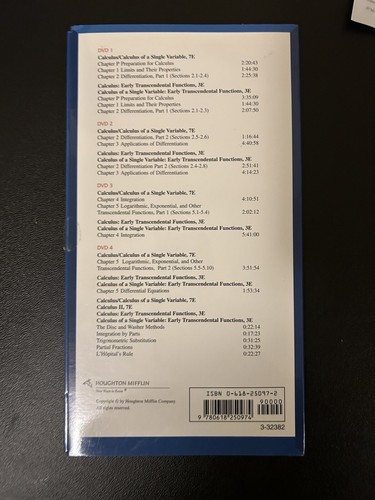 DVD 1
Calculus/Calculus of a Single Variable, 7E
Chapter P Preparation for Calculus 2:20:43
Chapter 1 Limits and Their Properties 1:44:30
Chapter 2 Differentiation, Part 1 (Sections 2.1-2.4) 2:25:38
Calculus: Early Transcendental Functions, 3E
Calculus of a Single Variable: Early Transcendental Functions, 3E
Chapter P Preparation for Calculus 3:35:09
Chapter 1 Limits and Their Properties 1:44:30
Chapter 2 Differentiation, Part 1 (Sections 2.1-2.3) 2:07:50
DVD 2
Calculus/Calculus of a Single Variable, 7E
Chapter 2 Differentiation, Part 2 (Sections 2.5-2.6) 1:16:44
Chapter 3 Applications of Differentiation 4:40:58
Calculus: Early Transcendental Functions, 3E
Calculus of a Single Variable: Early Transcendental Functions, 3E
Chapter 2 Differentiation Part 2 (Sections 2.4-2.8) 2:51:41
Chapter 3 Applications of Differentiation 4:14:23
DVD 3
Calculus/Calculus of a Single Variable, 7E
Chapter 4 Integration 4:10:51
Chapter 5 Logarithmic, Exponential, and Other
Transcendental Functions, Part 1 (Sections 5.1-5.4) 2:02:12
Calculus: Early Transcendental Functions, 3E
Calculus of a Single Variable: Early Transcendental Functions, 3E
Chapter 4 Integration 5:41:00
DVD 4
Calculus/Calculus of a Single Variable, 7E
Chapter 5 Logarithmic, Exponential, and Other
Transcendental Functions, Part 2 (Sections 5.5-5.10) 3:51:54
Calculus: Early Transcendental Functions, 3E
Calculus of a Single Variable: Early Transcendental Functions, 3E
Chapter 5 Differential Equations 1:53:34
Calculus/Calculus of a Single Variable, 7E
Calculus II, 7E
Calculus: Early Transcendental Functions, 3E
Calculus of a Single Variable: Early Transcendental Functions, 3E
The Disc and Washer Methods 0:22:14
Integration by Parts 0:17:23
Trigonometric Substitution 0:31:25
Partial Fractions 0:32:39
L'Hôpital's Rule 0:22:27
HOUGHTON MIFFLIN
Copyright © by Houghton Mifflin Company.
All rights reserved.
ISBN 0-618-25097-2
90000
9 780618 250974
3-32382